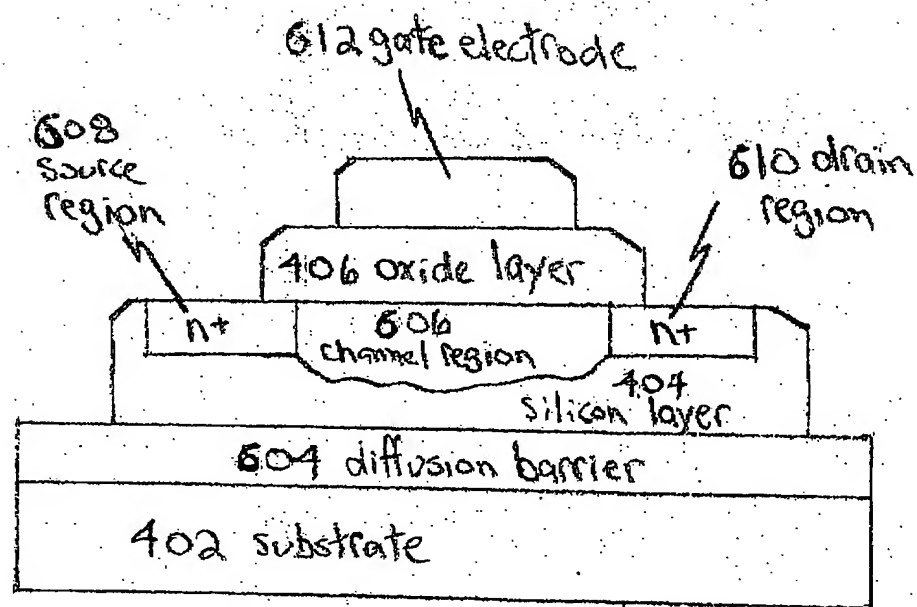 612 gate electrode
608
source
region
610 drain
region
406 oxide layer
n+
606
channel region
n+
404
silicon layer
604 diffusion barrier
402 substrate